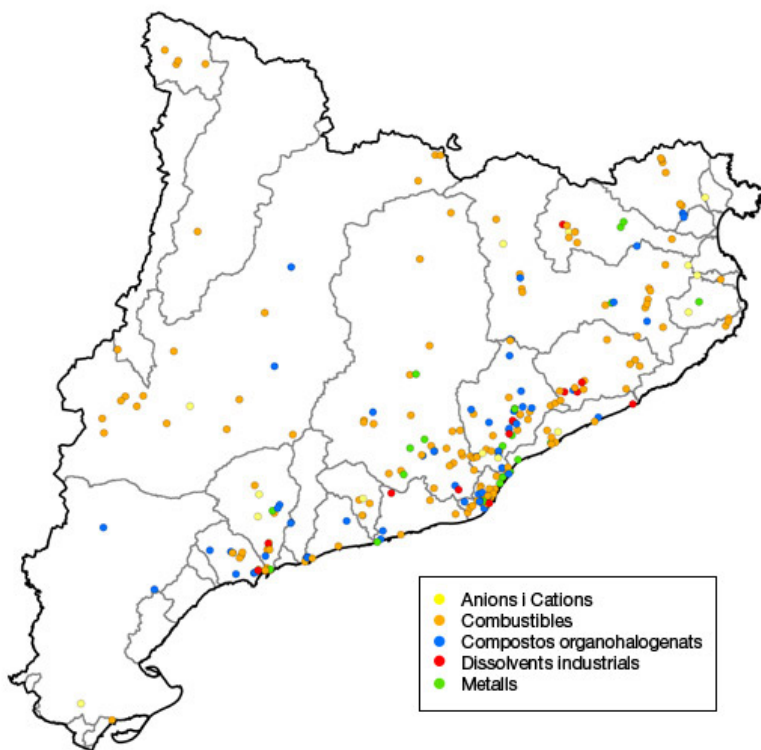 Anions i Cations
Combustibles
Compostos organohalogenats
Dissolvents industrials
Metalls